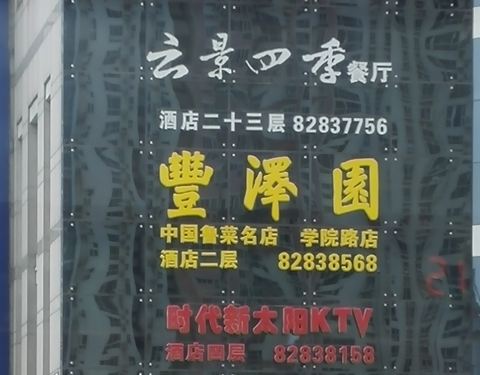 云景四季餐厅
酒店二十三层 82837756
豐澤園
中国鲁菜名店 学院路店
酒店二层 82838568
时代新太阳KTV
酒店四层 82838158